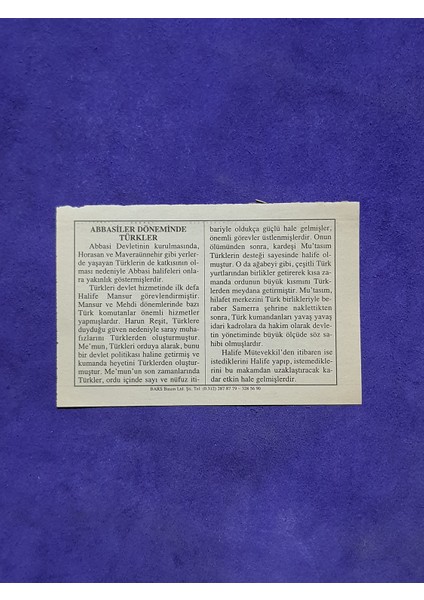 ABBASİLER DÖNEMİNDE
TÜRKLER
Abbasi Devletinin kurulmasında,
Horasan ve Maveraünnehir gibi yerler-
de yaşayan Türklerin de katkısının ol-
ması nedeniyle Abbasi halifeleri onla-
ra yakınlık göstermişlerdir.
Türkleri devlet hizmetinde ilk defa
Halife Mansur görevlendirmiştir.
Mansur ve Mehdi dönemlerinde bazı
Türk komutanlar önemli hizmetler
yapmışlardır. Harun Reşit, Türklere
duyduğu güven nedeniyle saray muha-
fızlarını Türklerden oluşturmuştur.
Me'mun, Türkleri orduya alarak, bunu
bir devlet politikası haline getirmiş ve
kumanda heyetini Türklerden oluştur-
muştur. Me'mun'un son zamanlarında
Türkler, ordu içinde sayı ve nüfuz iti-
bariyle oldukça güçlü hale gelmişler,
önemli görevler üstlenmişlerdir. Onun
ölümünden sonra, kardeşi Mu'tasım
Türklerin desteği sayesinde halife ol-
muştur. O da ağabeyi gibi, çeşitli Türk
yurtlarından birlikler getirerek kısa za-
manda ordunun büyük kısmını Türk-
lerden meydana getirmiştir. Mu'tasım,
hilafet merkezini Türk birlikleriyle be-
raber Samerra şehrine naklettikten
sonra, Türk kumandanları yavaş yavaş
idari kadrolara da hakim olarak devle-
tin yönetiminde büyük ölçüde söz sa-
hibi olmuşlardır.
Halife Mütevekkil'den itibaren ise
istediklerini Halife yapıp, istemedikle-
rini bu makamdan uzaklaştıracak ka-
dar etkin hale gelmişlerdir.
BAKS Basım Ltd. Şti. Tel